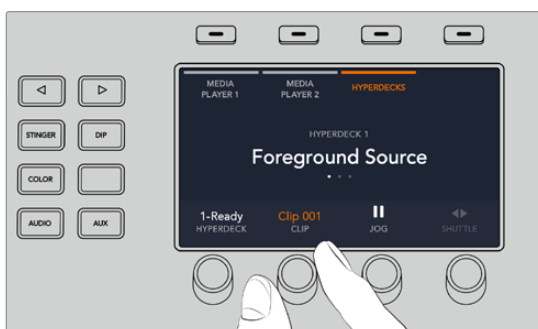 MEDIA PLAYER 1
MEDIA PLAYER 2
HYPERDECKS
HYPERDECK 1
Foreground Source
STINGER
DIP
COLOR
AUDIO
AUX
1-Ready
HYPERDECK
Clip 001
CLIP
JOG
SHUTTLE